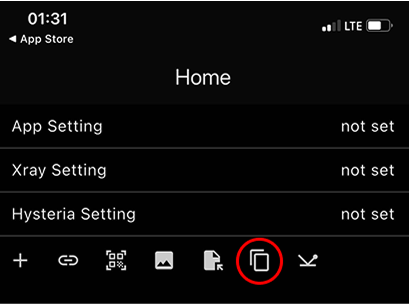 01:31
LTE
◀ App Store
Home
App Setting not set
Xray Setting not set
Hysteria Setting not set